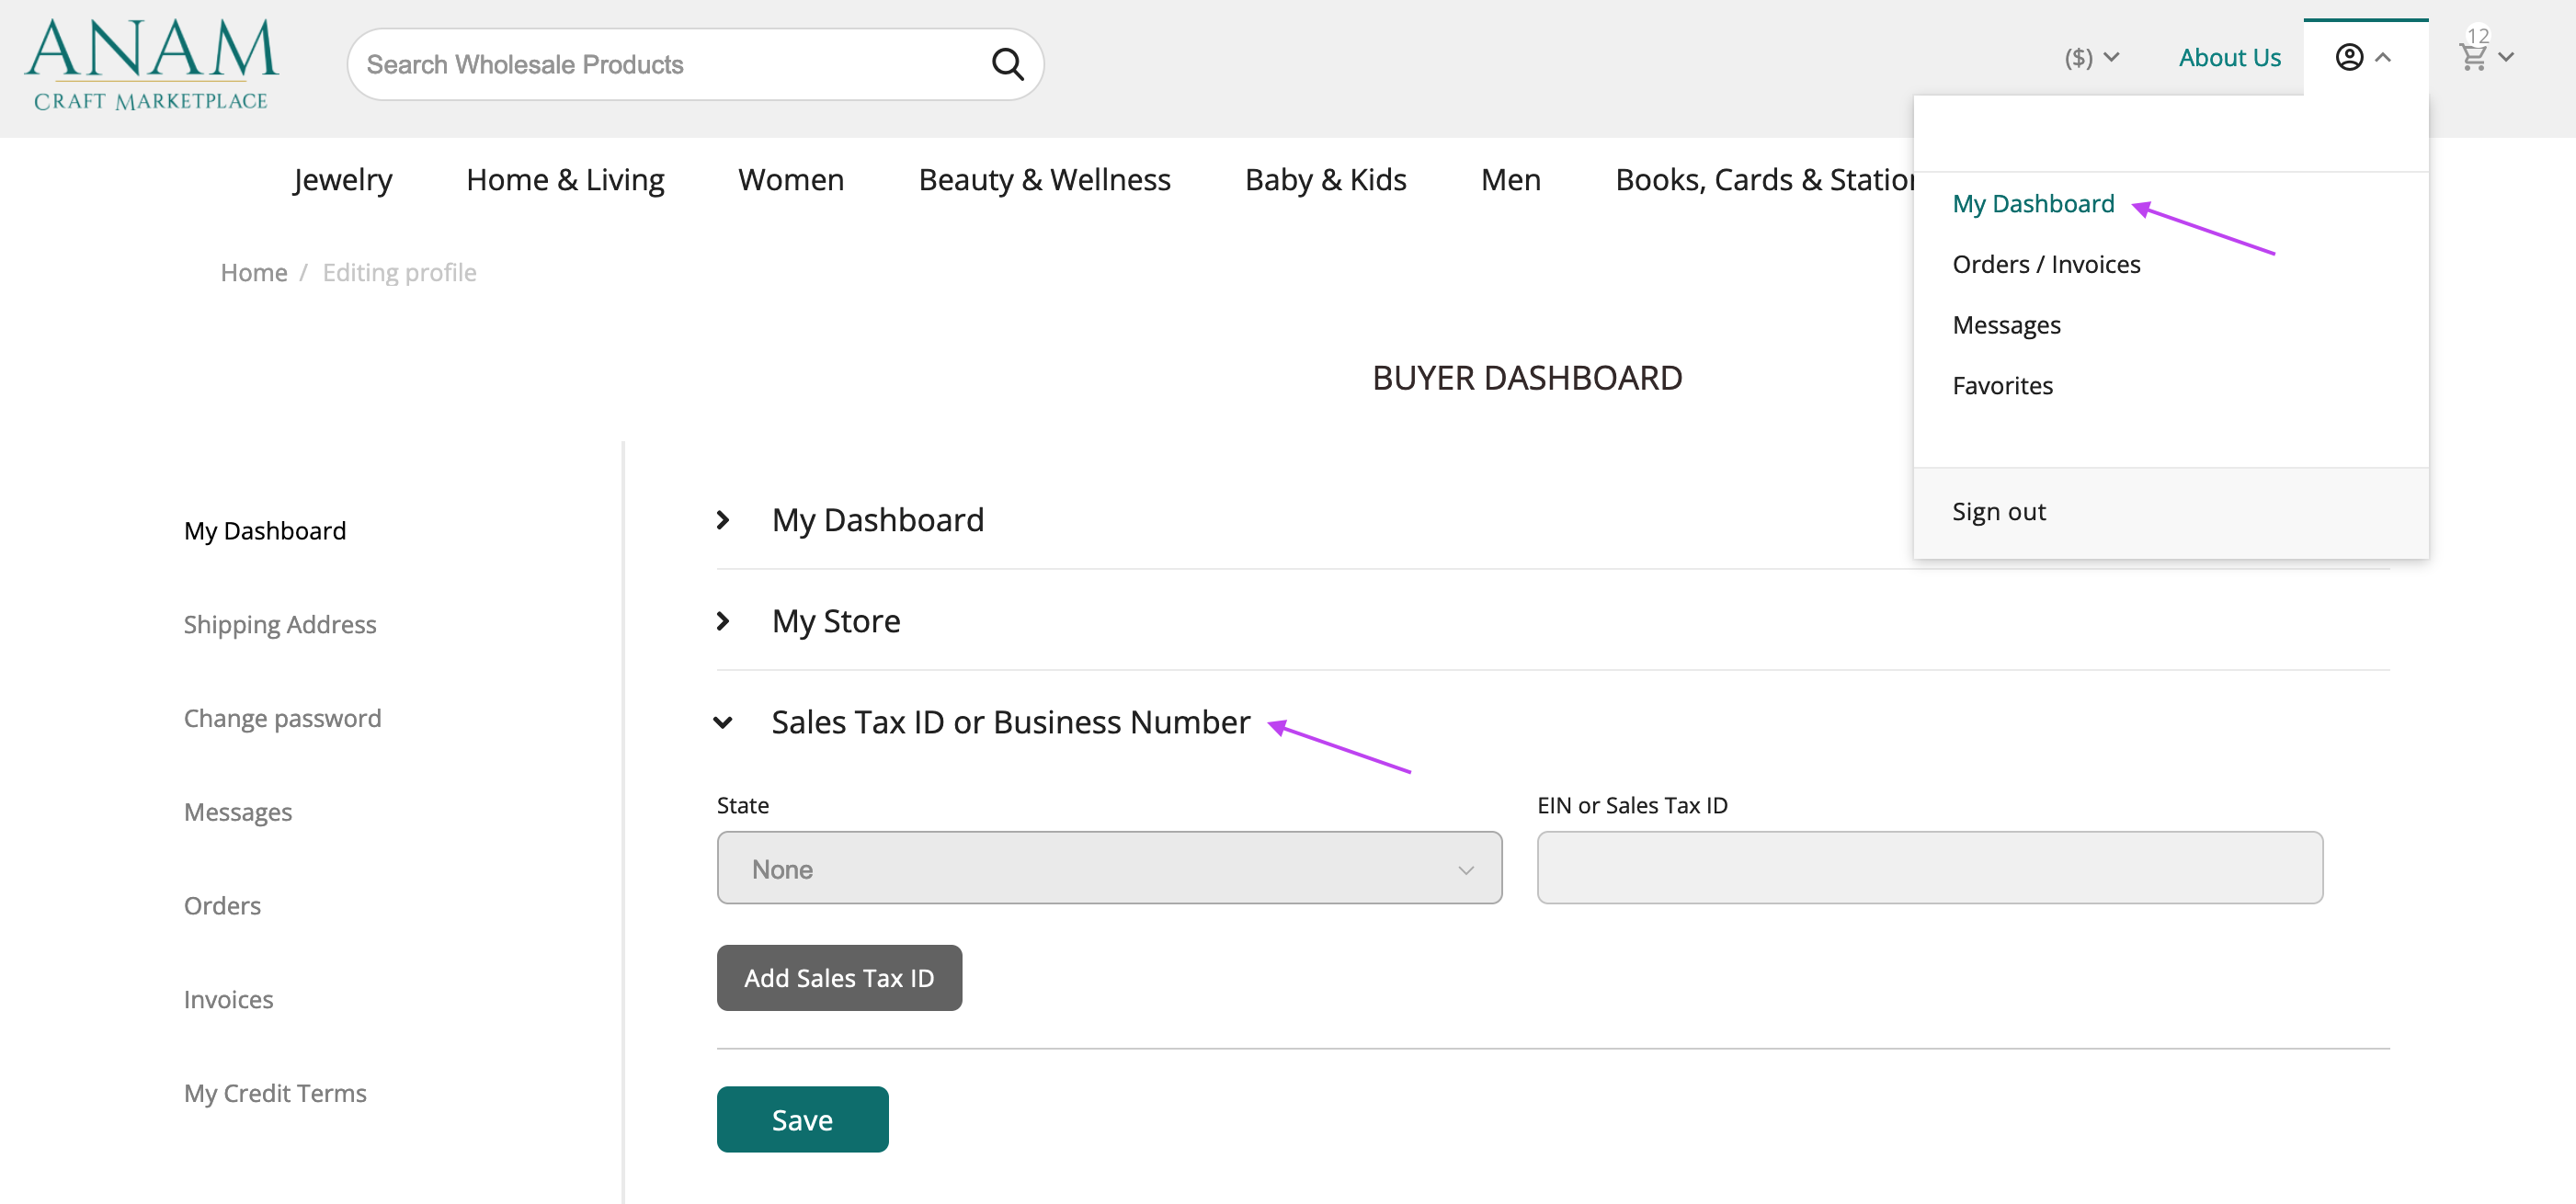 ANAM
CRAFT MARKETPLACE
Search Wholesale Products
($)
About Us
12
Jewelry
Home & Living
Women
Beauty & Wellness
Baby & Kids
Men
Books, Cards & Station
My Dashboard
Orders / Invoices
Messages
Favorites
Sign out
Home / Editing profile
BUYER DASHBOARD
My Dashboard
Shipping Address
Change password
Messages
Orders
Invoices
My Credit Terms
My Dashboard
My Store
Sales Tax ID or Business Number
State
EIN or Sales Tax ID
None
Add Sales Tax ID
Save